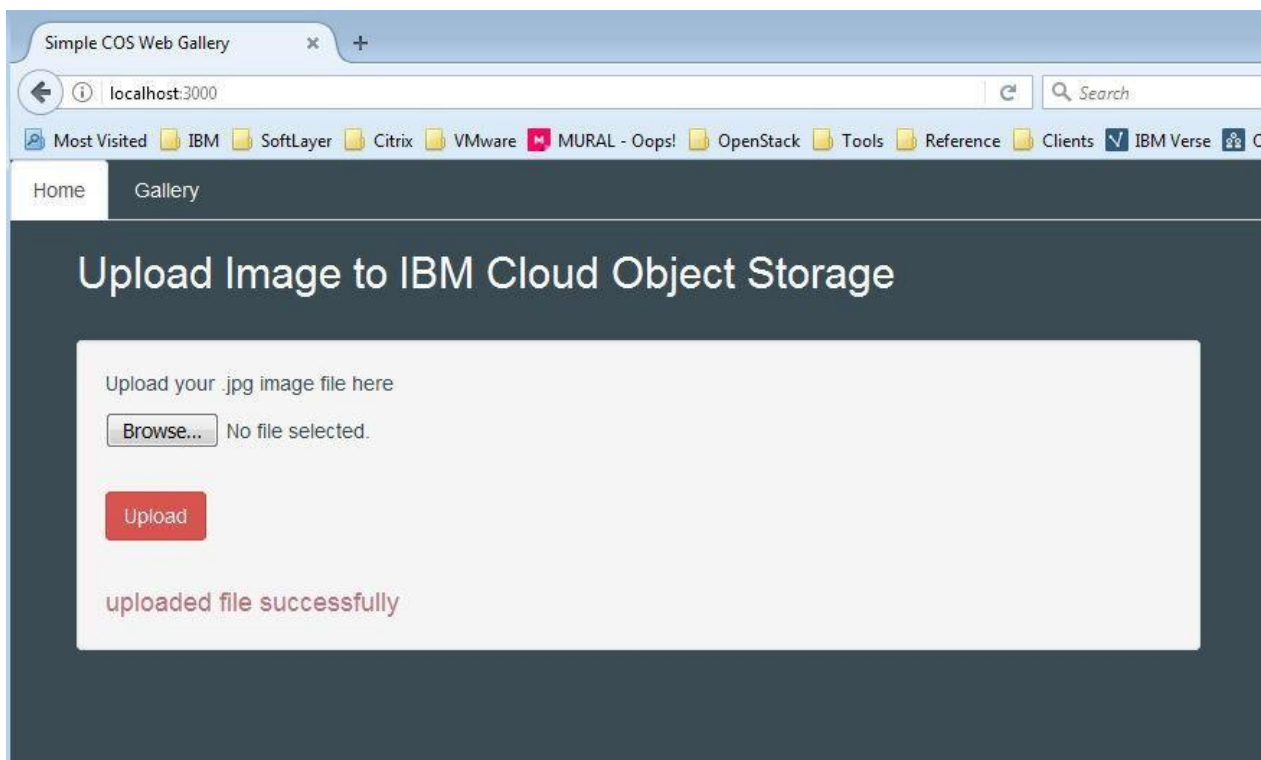 Simple COS Web Gallery
localhost:3000
Search
Most Visited IBM SoftLayer Citrix VMware MURAL - Oops! OpenStack Tools Reference Clients IBM Verse
Home Gallery
Upload Image to IBM Cloud Object Storage
Upload your .jpg image file here
Browse... No file selected.
Upload
uploaded file successfully